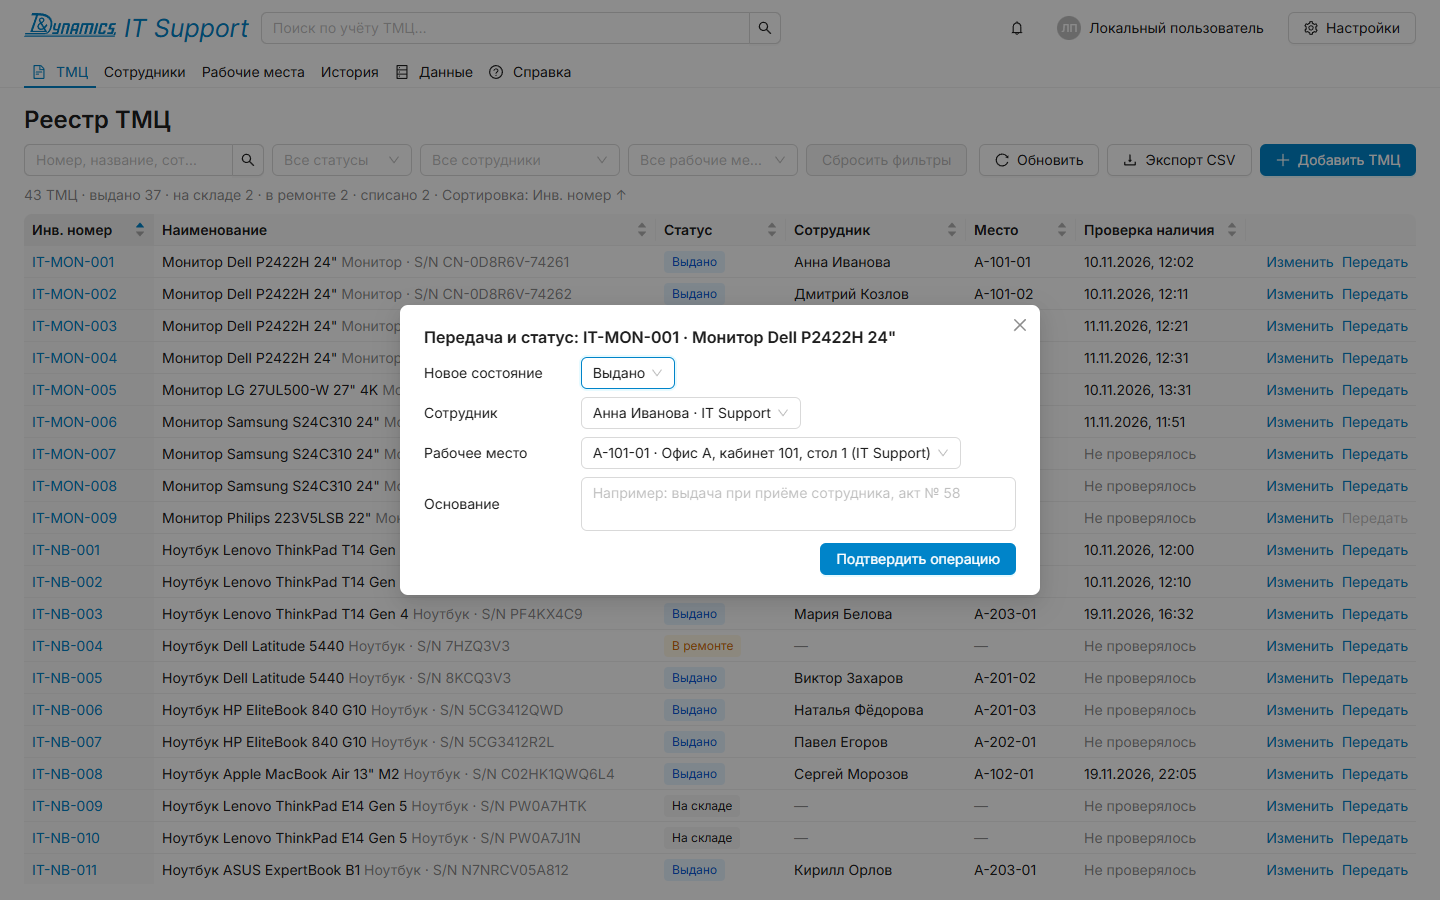 Dynamics IT Support
Поиск по учёту ТМЦ...
ЛП Локальный пользователь
Настройки
ТМЦ Сотрудники Рабочие места История Данные Справка
Реестр ТМЦ
Номер, название, сот... Все статусы Все сотрудники Все рабочие ме... Сбросить фильтры Обновить Экспорт CSV + Добавить ТМЦ
43 ТМЦ · выдано 37 · на складе 2 · в ремонте 2 · списано 2 · Сортировка: Инв. номер ↑
Инв. номер Наименование Статус Сотрудник Место Проверка наличия
IT-MON-001 Монитор Dell P2422H 24" Монитор · S/N CN-0D8R6V-74261 Выдано Анна Иванова A-101-01 10.11.2026, 12:02 Изменить Передать
IT-MON-002 Монитор Dell P2422H 24" Монитор · S/N CN-0D8R6V-74262 Выдано Дмитрий Козлов A-101-02 10.11.2026, 12:11 Изменить Передать
IT-MON-003 Монитор Dell P2422H 24" Монитор 11.11.2026, 12:21 Изменить Передать
IT-MON-004 Монитор Dell P2422H 24" Монитор 11.11.2026, 12:31 Изменить Передать
IT-MON-005 Монитор LG 27UL500-W 27" 4K 10.11.2026, 13:31 Изменить Передать
IT-MON-006 Монитор Samsung S24C310 24" 11.11.2026, 11:51 Изменить Передать
IT-MON-007 Монитор Samsung S24C310 24" Не проверялось Изменить Передать
IT-MON-008 Монитор Samsung S24C310 24" Не проверялось Изменить Передать
IT-MON-009 Монитор Philips 223V5LSB 22" Не проверялось Изменить Передать
IT-NB-001 Ноутбук Lenovo ThinkPad T14 Gen 10.11.2026, 12:00 Изменить Передать
IT-NB-002 Ноутбук Lenovo ThinkPad T14 Gen 10.11.2026, 12:10 Изменить Передать
Передача и статус: IT-MON-001 · Монитор Dell P2422H 24"
Новое состояние Выдано
Сотрудник Анна Иванова · IT Support
Рабочее место A-101-01 · Офис A, кабинет 101, стол 1 (IT Support)
Основание Например: выдача при приёме сотрудника, акт № 58
Подтвердить операцию
IT-NB-003 Ноутбук Lenovo ThinkPad T14 Gen 4 Ноутбук · S/N PF4KX4C9 Выдано Мария Белова A-203-01 19.11.2026, 16:32 Изменить Передать
IT-NB-004 Ноутбук Dell Latitude 5440 Ноутбук · S/N 7HZQ3V3 В ремонте — — Не проверялось Изменить Передать
IT-NB-005 Ноутбук Dell Latitude 5440 Ноутбук · S/N 8KCQ3V3 Выдано Виктор Захаров A-201-02 Не проверялось Изменить Передать
IT-NB-006 Ноутбук HP EliteBook 840 G10 Ноутбук · S/N 5CG3412QWD Выдано Наталья Фёдорова A-201-03 Не проверялось Изменить Передать
IT-NB-007 Ноутбук HP EliteBook 840 G10 Ноутбук · S/N 5CG3412R2L Выдано Павел Егоров A-202-01 Не проверялось Изменить Передать
IT-NB-008 Ноутбук Apple MacBook Air 13" M2 Ноутбук · S/N C02HK1QWQ6L4 Выдано Сергей Морозов A-102-01 19.11.2026, 22:05 Изменить Передать
IT-NB-009 Ноутбук Lenovo ThinkPad E14 Gen 5 Ноутбук · S/N PW0A7HTK На складе — — Не проверялось Изменить Передать
IT-NB-010 Ноутбук Lenovo ThinkPad E14 Gen 5 Ноутбук · S/N PW0A7J1N На складе — — Не проверялось Изменить Передать
IT-NB-011 Ноутбук ASUS ExpertBook B1 Ноутбук · S/N N7NRCV05A812 Выдано Кирилл Орлов A-203-01 Не проверялось Изменить Передать